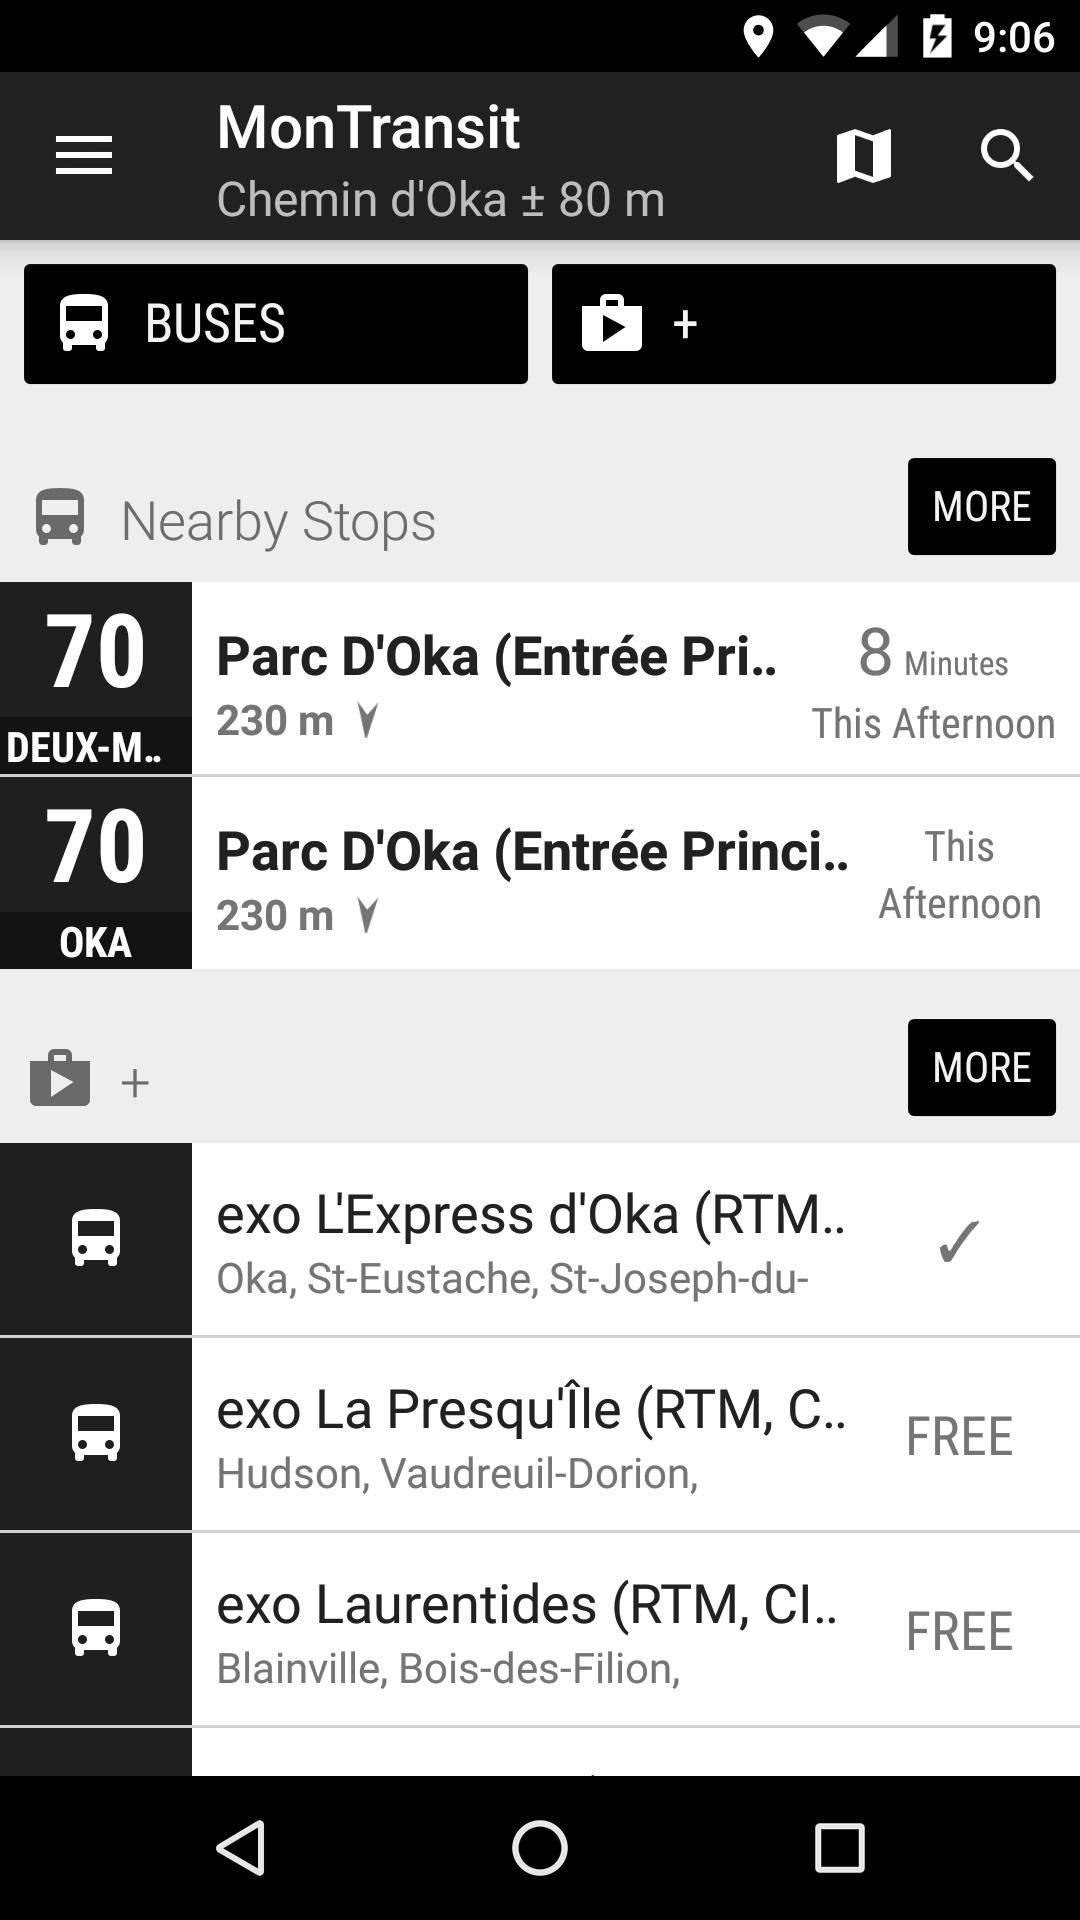 9:06
MonTransit
Chemin d'Oka ± 80 m
BUSES
+
Nearby Stops
MORE
70
DEUX-M..
Parc D'Oka (Entrée Pri..
230 m
8 Minutes
This Afternoon
70
OKA
Parc D'Oka (Entrée Princi..
230 m
This
Afternoon
+
MORE
exo L'Express d'Oka (RTM..
Oka, St-Eustache, St-Joseph-du-
✓
exo La Presqu'Île (RTM, C..
Hudson, Vaudreuil-Dorion,
FREE
exo Laurentides (RTM, CI..
Blainville, Bois-des-Filion,
FREE